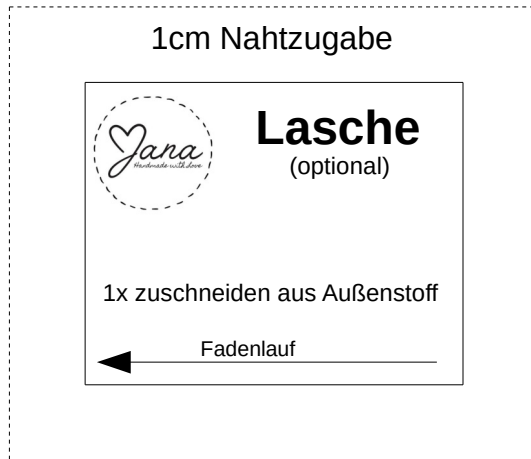 1cm Nahtzugabe
Jana
Handmade with love
Lasche
(optional)
1x zuschneiden aus Außenstoff
Fadenlauf